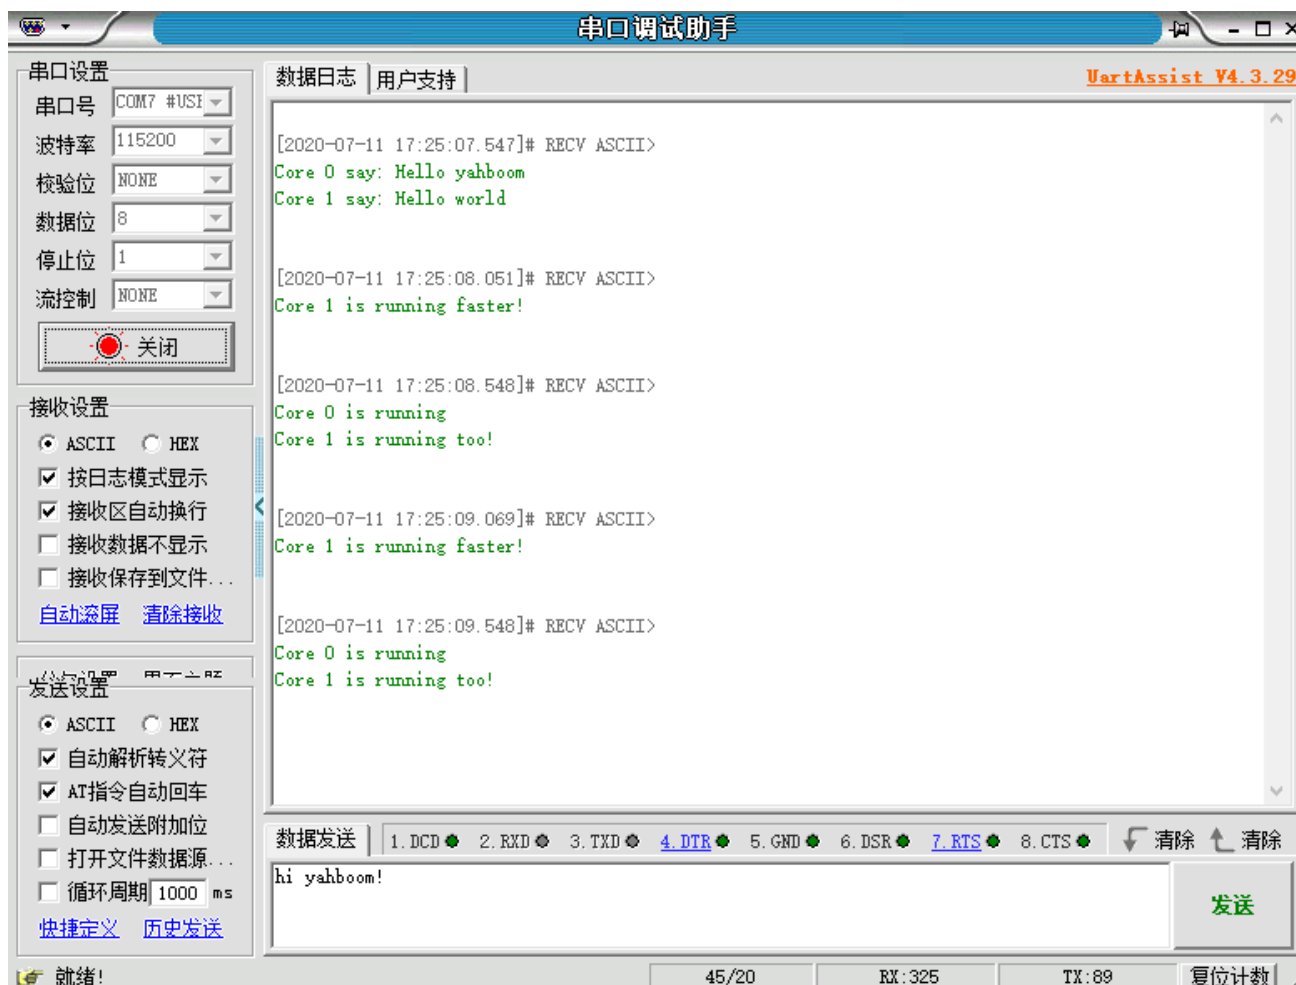 串口调试助手
串口设置
串口号 COM7 #USI
波特率 115200
校验位 NONE
数据位 8
停止位 1
流控制 NONE
关闭
接收设置
ASCII HEX
按日志模式显示
接收区自动换行
接收数据不显示
接收保存到文件...
自动滚屏 清除接收
发送设置
ASCII HEX
自动解析转义符
AT指令自动回车
自动发送附加位
打开文件数据源...
循环周期 1000 ms
快捷定义 历史发送
数据日志 用户支持 UartAssist V4.3.29
[2020-07-11 17:25:07.547]# RECV ASCII>
Core 0 say: Hello yahboom
Core 1 say: Hello world
[2020-07-11 17:25:08.051]# RECV ASCII>
Core 1 is running faster!
[2020-07-11 17:25:08.548]# RECV ASCII>
Core 0 is running
Core 1 is running too!
[2020-07-11 17:25:09.069]# RECV ASCII>
Core 1 is running faster!
[2020-07-11 17:25:09.548]# RECV ASCII>
Core 0 is running
Core 1 is running too!
数据发送 1.DCD 2.RXD 3.TXD 4.DTR 5.GND 6.DSR 7.RTS 8.CTS 清除 清除
hi yahboom!
发送
就绪! 45/20 RX:325 TX:89 复位计数